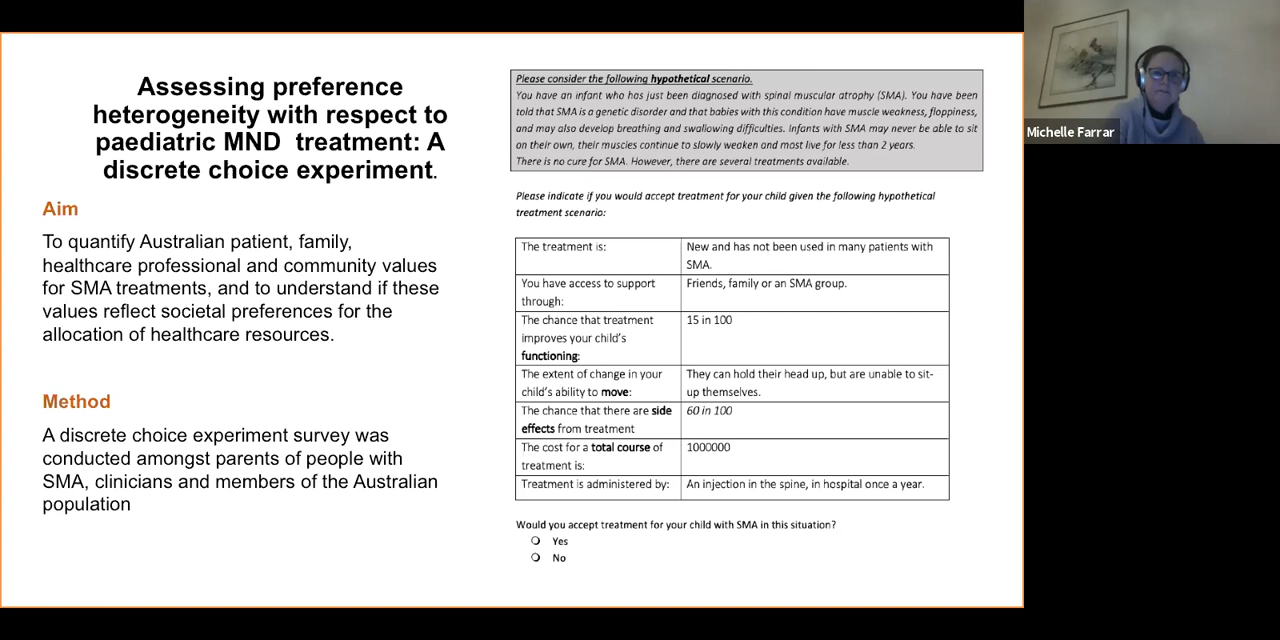 Assessing preference
heterogeneity with respect to
paediatric MND  treatment: A
discrete choice experiment.
Aim
To quantify Australian patient, family,
healthcare professional and community values
for SMA treatments, and to understand if these
values reflect societal preferences for the
allocation of healthcare resources.
Method
A discrete choice experiment survey was
conducted amongst parents of people with
SMA, clinicians and members of the Australian
population
Please consider the following hypothetical scenario.
You have an infant who has just been diagnosed with spinal muscular atrophy (SMA). You have been
told that SMA is a genetic disorder and that babies with this condition have muscle weakness, floppiness,
and may also develop breathing and swallowing difficulties. Infants with SMA may never be able to sit
on their own, their muscles continue to slowly weaken and most live for less than 2 years.
There is no cure for SMA. However, there are several treatments available.
Please indicate if you would accept treatment for your child given the following hypothetical
treatment scenario:
The treatment is:
New and has not been used in many patients with
SMA.
You have access to support
through:
Friends, family or an SMA group.
The chance that treatment
improves your child's
functioning:
15 in 100
The extent of change in your
child's ability to move:
They can hold their head up, but are unable to sit-
up themselves.
The chance that there are side
effects from treatment
60 in 100
The cost for a total course of
treatment is:
1000000
Treatment is administered by:
An injection in the spine, in hospital once a year.
Would you accept treatment for your child with SMA in this situation?
Yes
No
Michelle Farrar